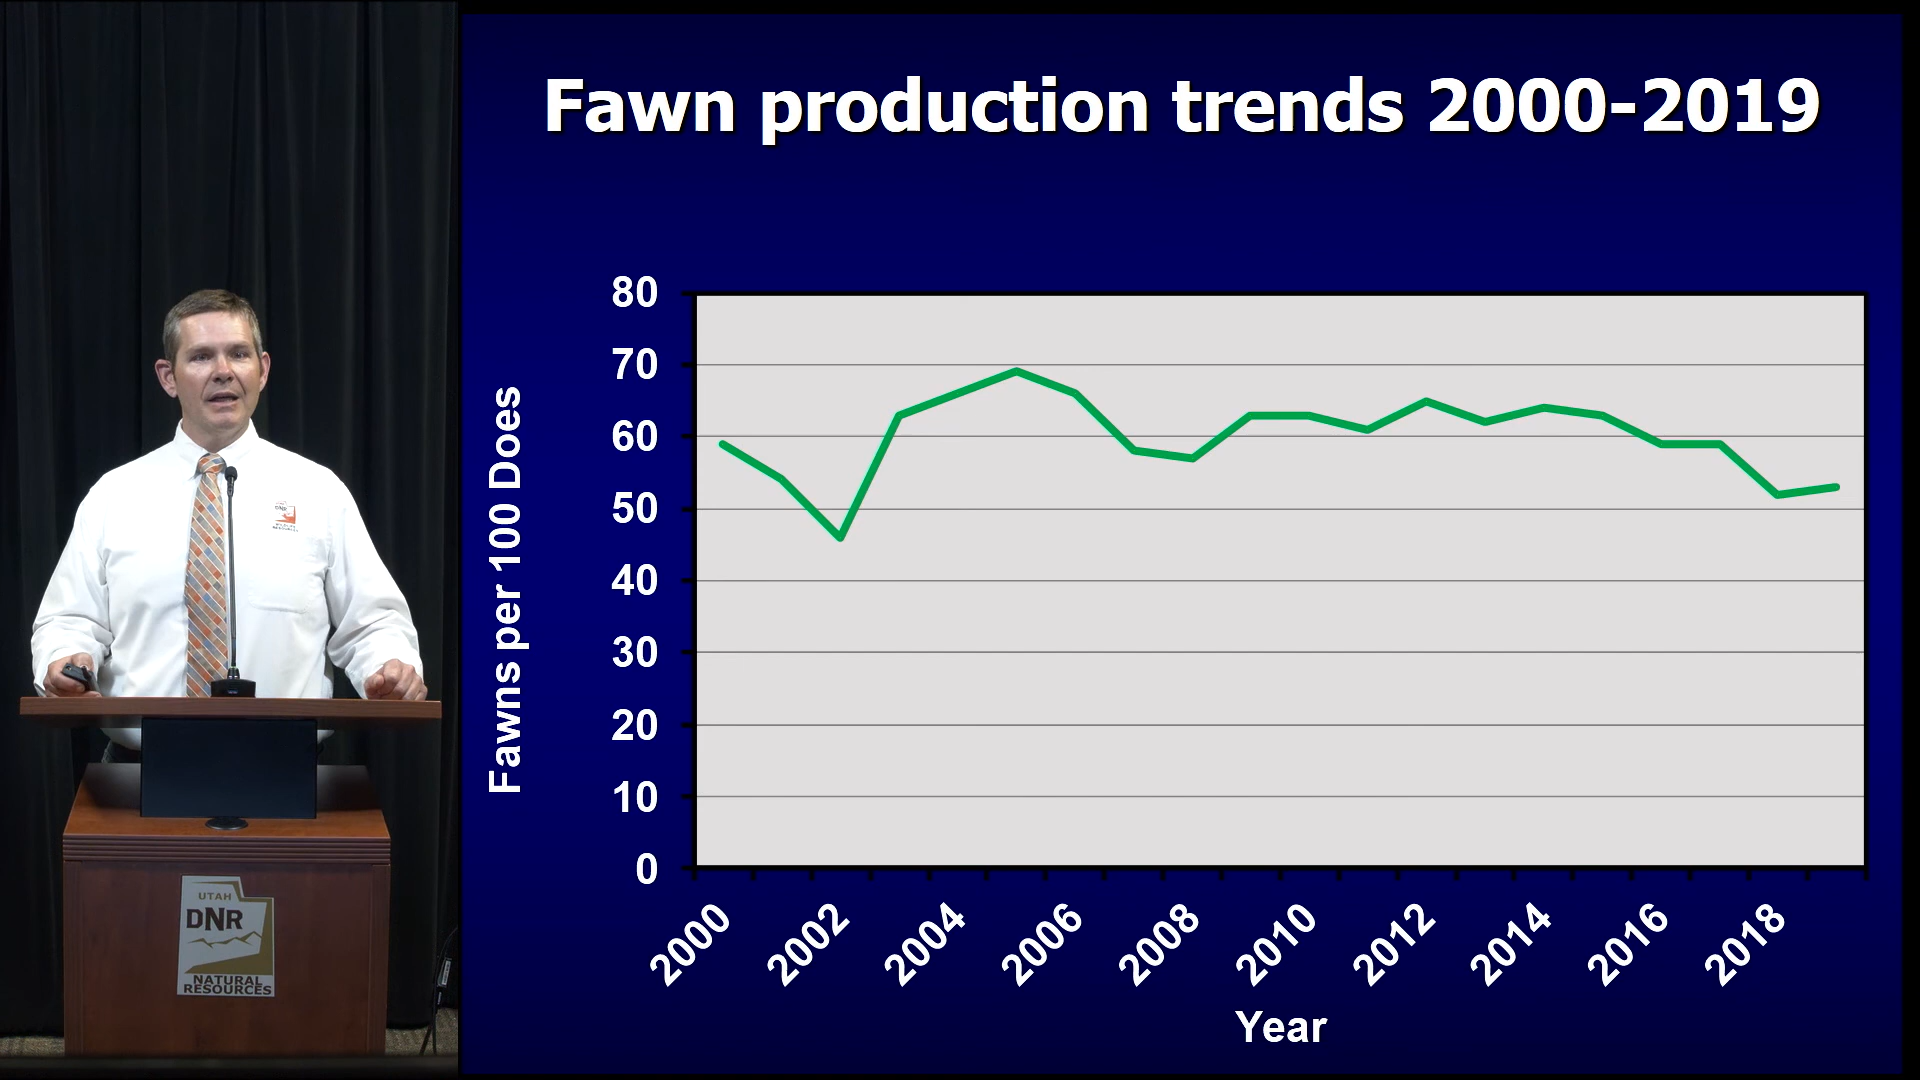 Fawn production trends 2000-2019
80
70
60
50
40
30
20
10
0
Fawns per 100 Does
2000
2002
2004
2006
2008
2010
2012
2014
2016
2018
Year
DNR
UTAH
DNR
NATURAL
RESOURCES